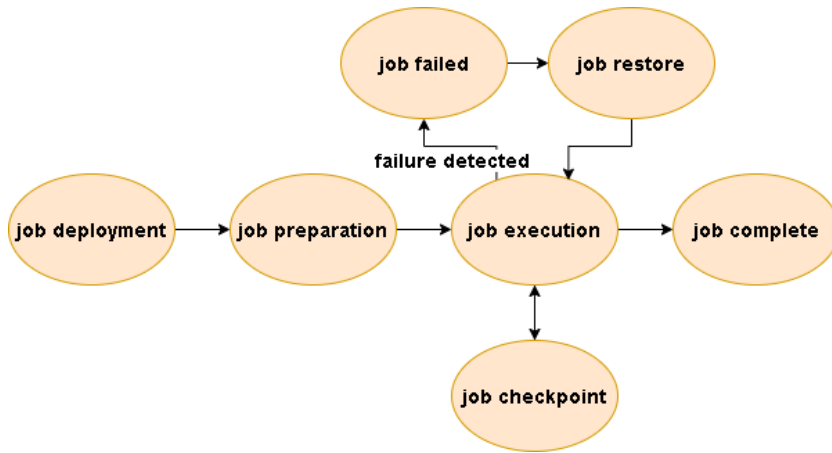 job failed
job restore
failure detected
job deployment
job preparation
job execution
job complete
job checkpoint